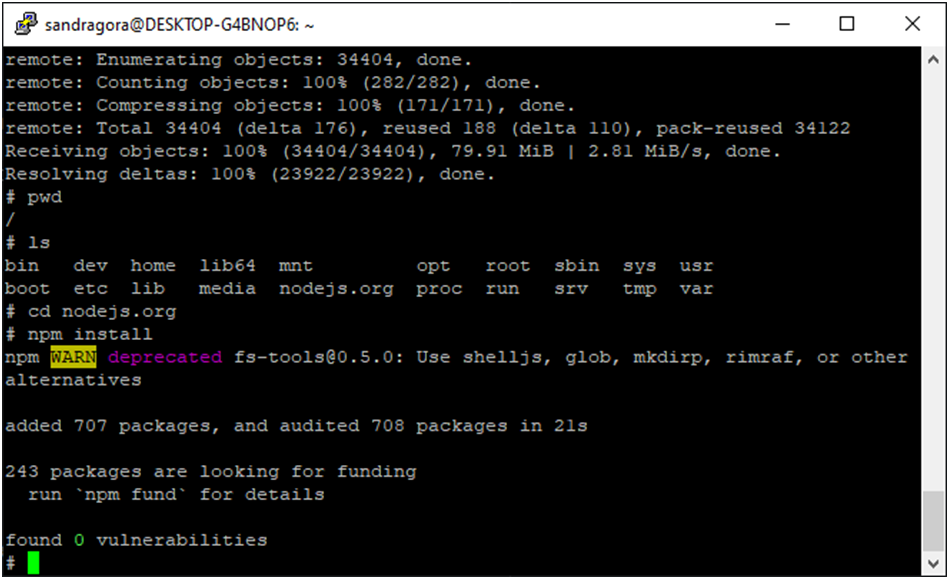 sandragora@DESKTOP-G4BNOP6: ~
remote: Enumerating objects: 34404, done.
remote: Counting objects: 100% (282/282), done.
remote: Compressing objects: 100% (171/171), done.
remote: Total 34404 (delta 176), reused 188 (delta 110), pack-reused 34122
Receiving objects: 100% (34404/34404), 79.91 MiB | 2.81 MiB/s, done.
Resolving deltas: 100% (23922/23922), done.
# pwd
/
# ls
bin   dev  home  lib64  mnt         opt   root  sbin  sys  usr
boot  etc  lib   media  nodejs.org  proc  run   srv   tmp  var
# cd nodejs.org
# npm install
npm WARN deprecated fs-tools@0.5.0: Use shelljs, glob, mkdirp, rimraf, or other
alternatives
added 707 packages, and audited 708 packages in 21s
243 packages are looking for funding
  run `npm fund` for details
found 0 vulnerabilities
#